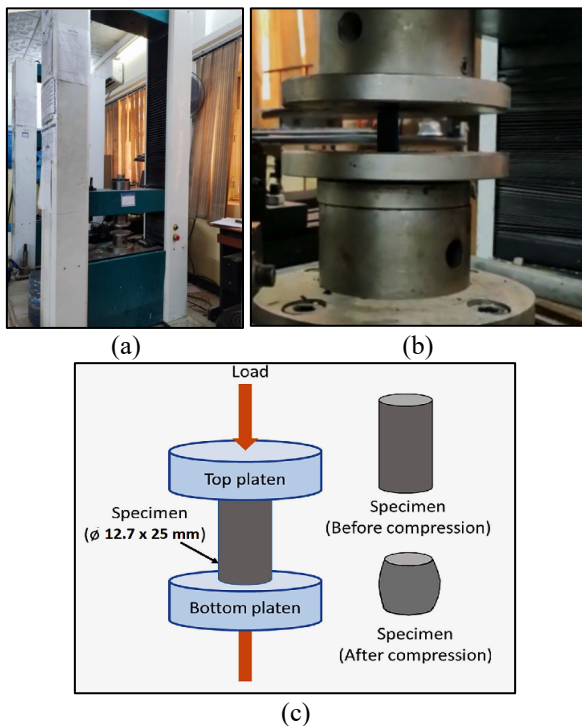 (a)
(b)
Load
Top platen
Specimen
(ø 12.7 x 25 mm)
Bottom platen
Specimen
(Before compression)
Specimen
(After compression)
(c)